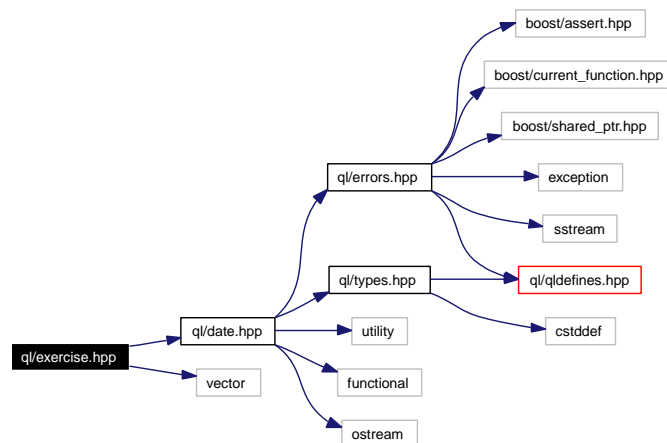 boost/assert.hpp
boost/current_function.hpp
boost/shared_ptr.hpp
ql/errors.hpp
exception
sstream
ql/types.hpp
ql/qldefines.hpp
ql/date.hpp
utility
cstddef
ql/exercise.hpp
vector
functional
ostream